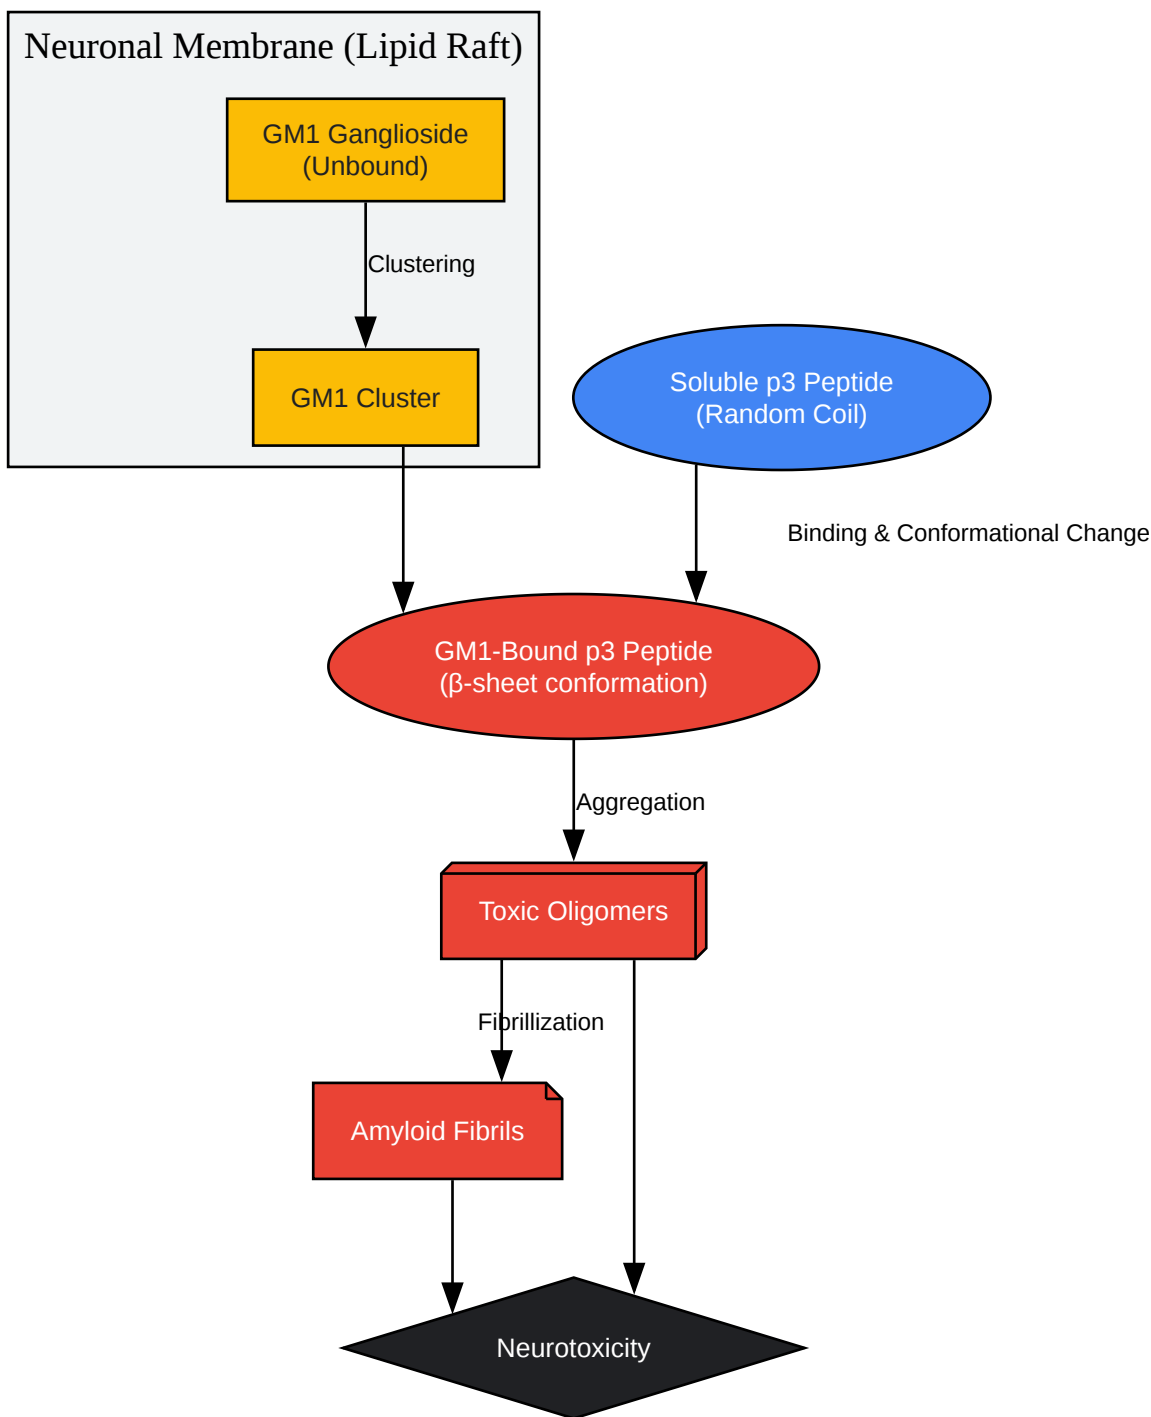 Neuronal Membrane (Lipid Raft)
GM1 Ganglioside
(Unbound)
Clustering
GM1 Cluster
Soluble p3 Peptide
(Random Coil)
Binding & Conformational Change
GM1-Bound p3 Peptide
(β-sheet conformation)
Aggregation
Toxic Oligomers
Fibrillization
Amyloid Fibrils
Neurotoxicity